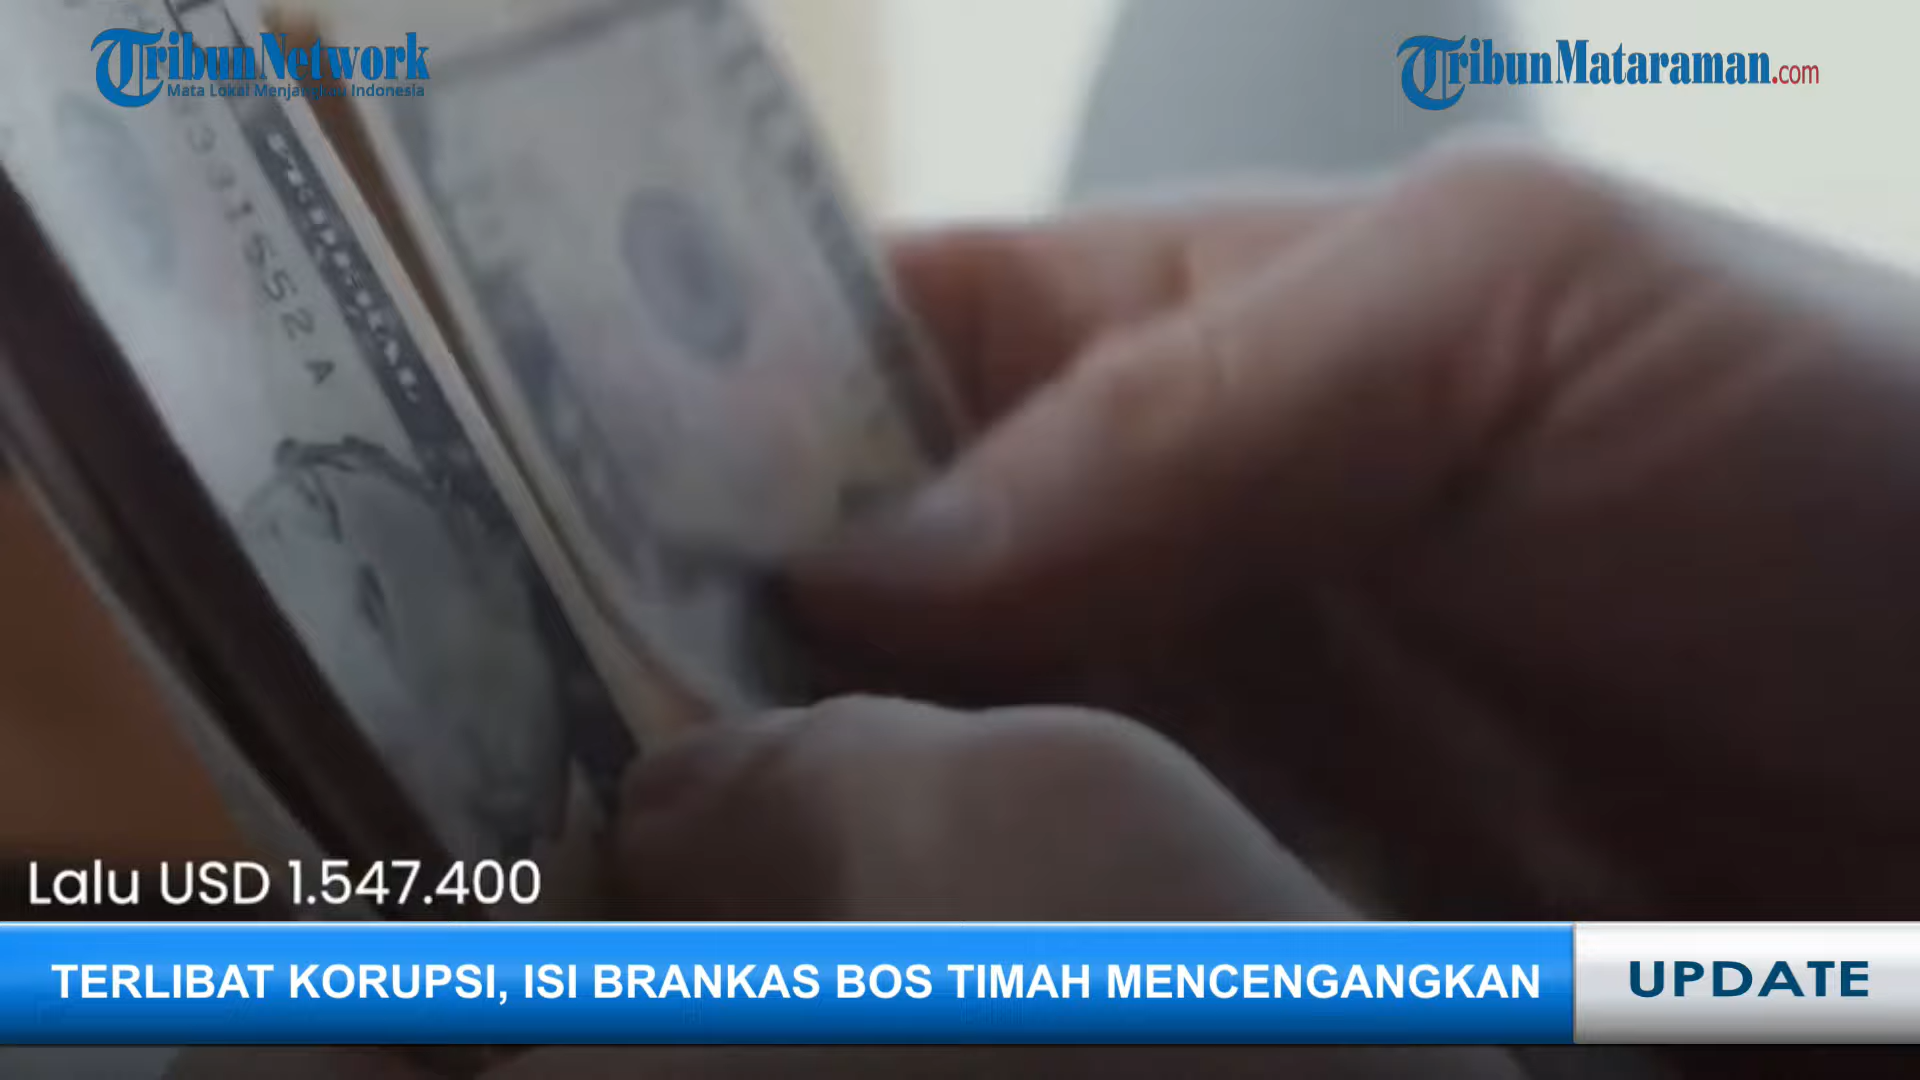 TribunNetwork
Mata Lokal Menjangkau Indonesia
TribunMataraman.com
31552 A
Lalu USD 1.547.400
TERLIBAT KORUPSI, ISI BRANKAS BOS TIMAH MENCENGANGKAN
UPDATE